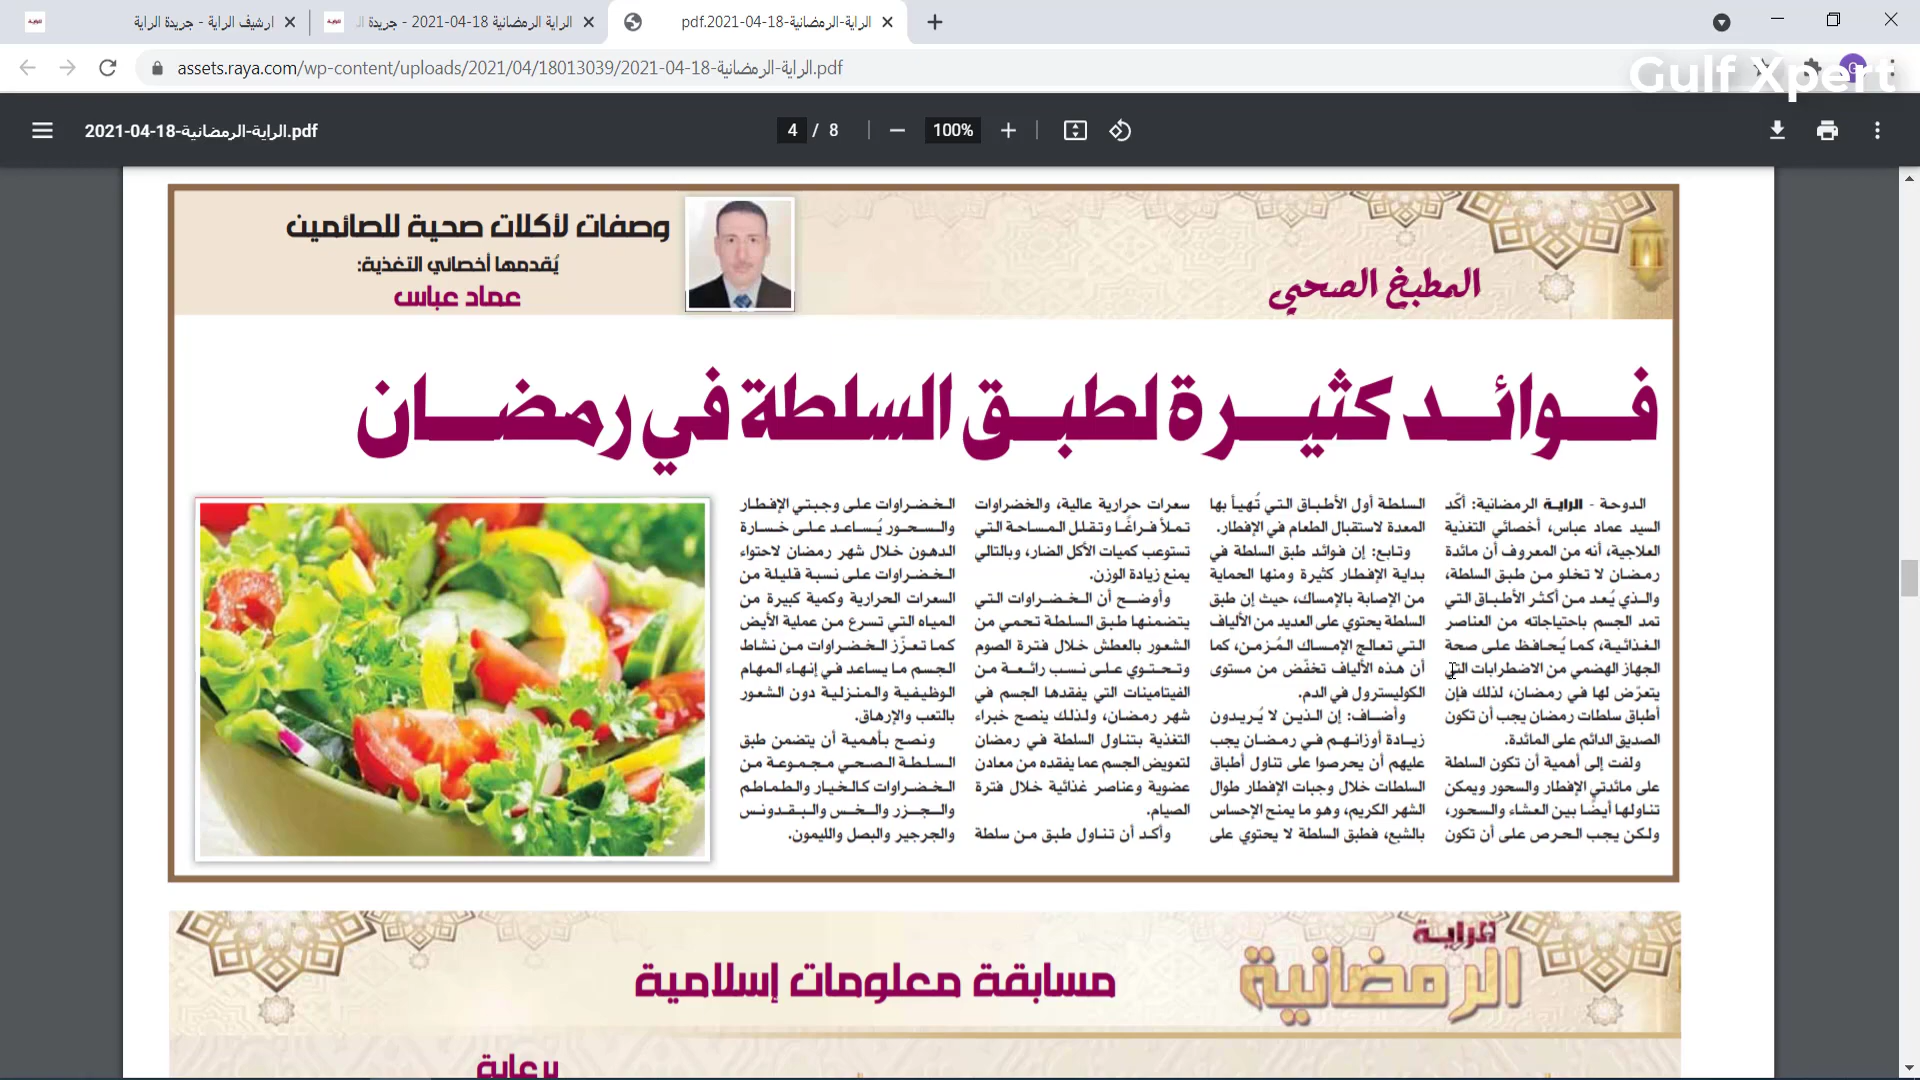 ارشيف الراية - جريدة الراية
الراية الرمضانية 18-04-2021 - جريدة
الراية-الرمضانية-18-04-2021.pdf
assets.raya.com/wp-content/uploads/2021/04/18013039/2021-04-18-الراية-الرمضانية.pdf
Gulf Xpert
2021-04-18-الراية-الرمضانية.pdf
4 / 8
100%
وصفات لأكلات صحية للصائمين
يُقدمها أخصائي التغذية:
عماد عباس
المطبخ الصحي
فـــوائــد كثيـــرة لطبــق السلطة في رمضـــان
الدوحة - الراية الرمضانية: أكّد
السيد عماد عباس، أخصائي التغذية
العلاجية، أنه من المعروف أن مائدة
رمضان لا تخلو من طبق السلطة،
والذي يُعد من أكثر الأطباق التي
تمد الجسم باحتياجاته من العناصر
الغذائية، كما يُحافظ على صحة
الجهاز الهضمي من الاضطرابات التي
يتعرّض لها في رمضان، لذلك فإن
أطباق سلطات رمضان يجب أن تكون
الصديق الدائم على المائدة.
ولفت إلى أهمية أن تكون السلطة
على مائدتي الإفطار والسحور ويمكن
تناولها أيضًا بين العشاء والسحور،
ولكن يجب الحرص على أن تكون
السلطة أول الأطباق التي تُهيأ بها
المعدة لاستقبال الطعام في الإفطار.
وتابع: إن فوائد طبق السلطة في
بداية الإفطار كثيرة ومنها الحماية
من الإصابة بالإمساك، حيث إن طبق
السلطة يحتوي على العديد من الألياف
التي تعالج الإمساك المُزمن، كما
أن هذه الألياف تخفّض من مستوى
الكوليسترول في الدم.
وأضاف: إن الذين لا يُريدون
زيادة أوزانهم في رمضان يجب
عليهم أن يحرصوا على تناول أطباق
السلطات خلال وجبات الإفطار طوال
الشهر الكريم، وهو ما يمنح الإحساس
بالشبع، فطبق السلطة لا يحتوي على
سعرات حرارية عالية، والخضراوات
تملأ فراغًا وتقلل المساحة التي
تستوعب كميات الأكل الضار، وبالتالي
يمنع زيادة الوزن.
وأوضح أن الخضراوات التي
يتضمنها طبق السلطة تحمي من
الشعور بالعطش خلال فترة الصوم
وتحتوي على نسب رائعة من
الفيتامينات التي يفقدها الجسم في
شهر رمضان، ولذلك ينصح خبراء
التغذية بتناول السلطة في رمضان
لتعويض الجسم عما يفقده من معادن
عضوية وعناصر غذائية خلال فترة
الصيام.
وأكد أن تناول طبق من سلطة
الخضراوات على وجبتي الإفطار
والسحور يُساعد على خسارة
الدهون خلال شهر رمضان لاحتواء
الخضراوات على نسبة قليلة من
السعرات الحرارية وكمية كبيرة من
المياه التي تسرع من عملية الأيض
كما تعزّز الخضراوات من نشاط
الجسم ما يساعد في إنهاء المهام
الوظيفية والمنزلية دون الشعور
بالتعب والإرهاق.
ونصح بأهمية أن يتضمن طبق
السلطة الصحي مجموعة من
الخضراوات كالخيار والطماطم
والجزر والخس والبقدونس
والجرجير والبصل والليمون.
الراية
الرمضانية
مسابقة معلومات إسلامية
برعاية